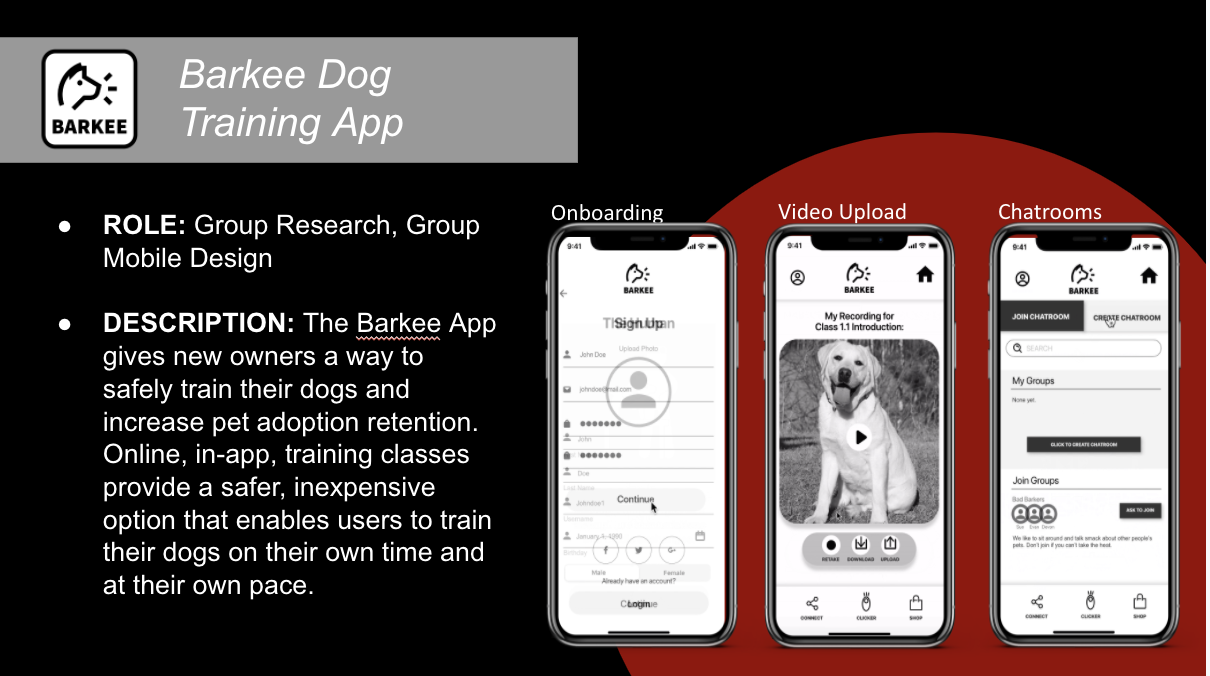 BARKEE
Barkee Dog
Training App
● ROLE: Group Research, Group
Mobile Design
● DESCRIPTION: The Barkee App
gives new owners a way to
safely train their dogs and
increase pet adoption retention.
Online, in-app, training classes
provide a safer, inexpensive
option that enables users to train
their dogs on their own time and
at their own pace.
Onboarding
9:41
BARKEE
Sign Up
Upload Photo
John Doe
johndoe@mail.com
John
Doe
Last Name
Johndoe1
Username
Continue
January 4, 1990
Birthday
f
G+
Male Female
Already have an account?
Login
Video Upload
9:41
BARKEE
My Recording for
Class 1.1 Introduction:
RETAKE DOWNLOAD UPLOAD
CONNECT CLICKER SHOP
Chatrooms
9:41
BARKEE
JOIN CHATROOM CREATE CHATROOM
SEARCH
My Groups
None yet.
CLICK TO CREATE CHATROOM
Join Groups
Bad Barkers
Sue Evan Devan
ASK TO JOIN
We like to sit around and talk smack about other people's
pets. Don't join if you can't take the heat.
CONNECT CLICKER SHOP